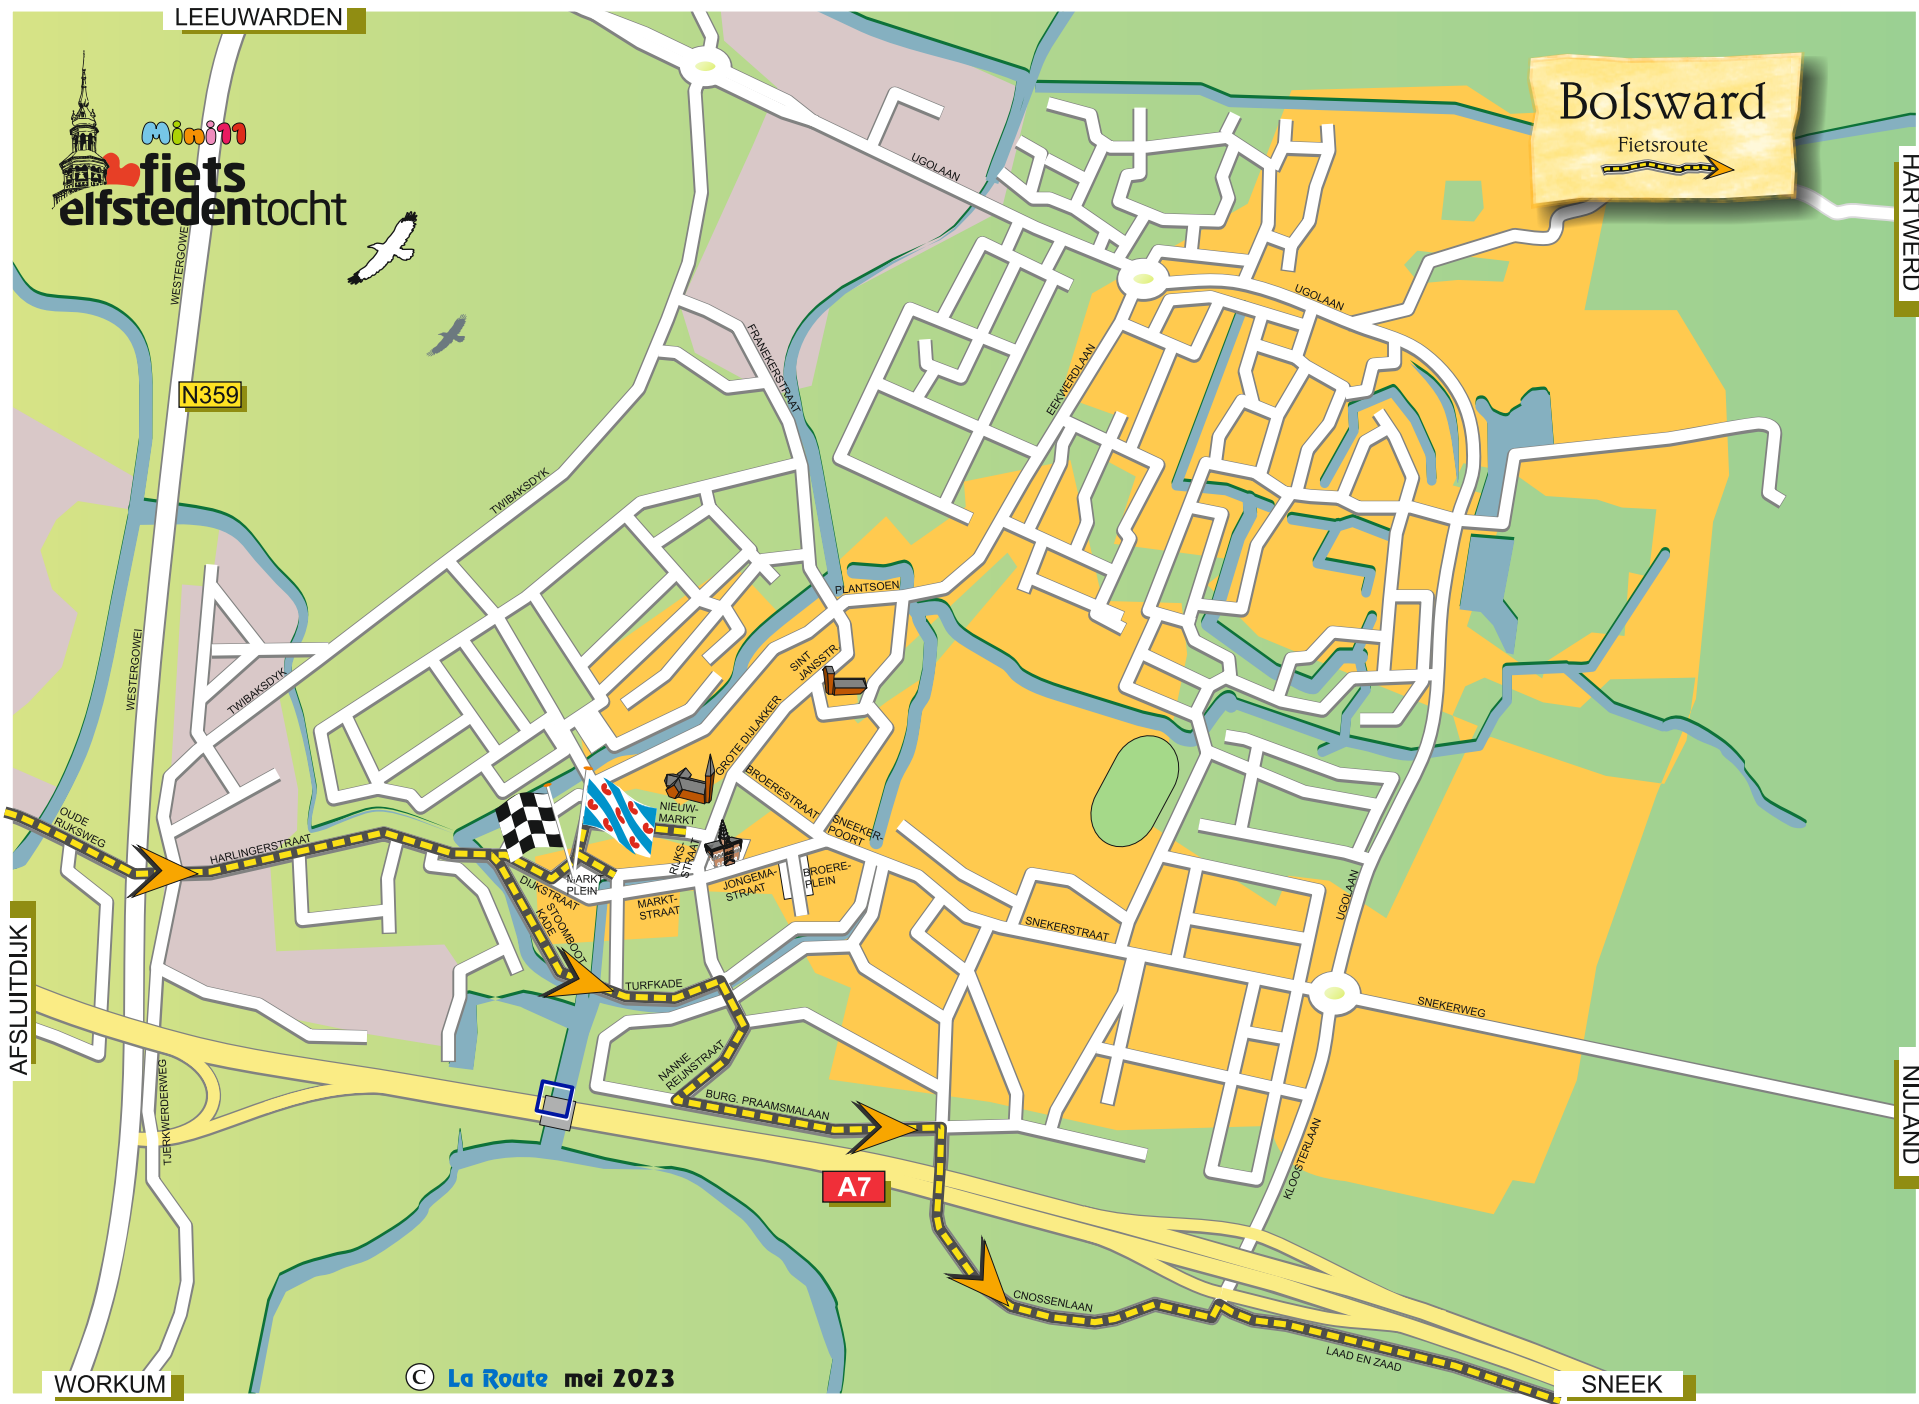 LEEUWARDEN
Mini11
fiets
elfstedentocht
Bolsward
Fietsroute
HARTWERD
UGOLAAN
WESTERGOWEI
UGOLAAN
N359
FRANEKERSTRAAT
EEKWERDLAAN
TWIBAKSDYK
PLANTSOEN
WESTERGOWEI
TWIBAKSDYK
SINT
JANSSTR.
GROTE DIJLAKKER
BROERESTRAAT
NIEUW-
MARKT
OUDE
RIJKSWEG
HARLINGERSTRAAT
SNEEKER-
POORT
RIJKS-
STRAAT
MARKT-
PLEIN
DIJKSTRAAT
JONGEMA-
STRAAT
BROERE-
PLEIN
MARKT-
STRAAT
STOOMBOOT-
KADE
UGOLAAN
SNEKERSTRAAT
AFSLUITDIJK
TURFKADE
SNEKERWEG
NANNE
REIJNSTRAAT
BURG. PRAAMSMALAAN
TJERKWERDERWEG
NIJLAND
KLOOSTERLAAN
A7
CNOSSENLAAN
LAAD EN ZAAD
WORKUM
© La Route mei 2023
SNEEK